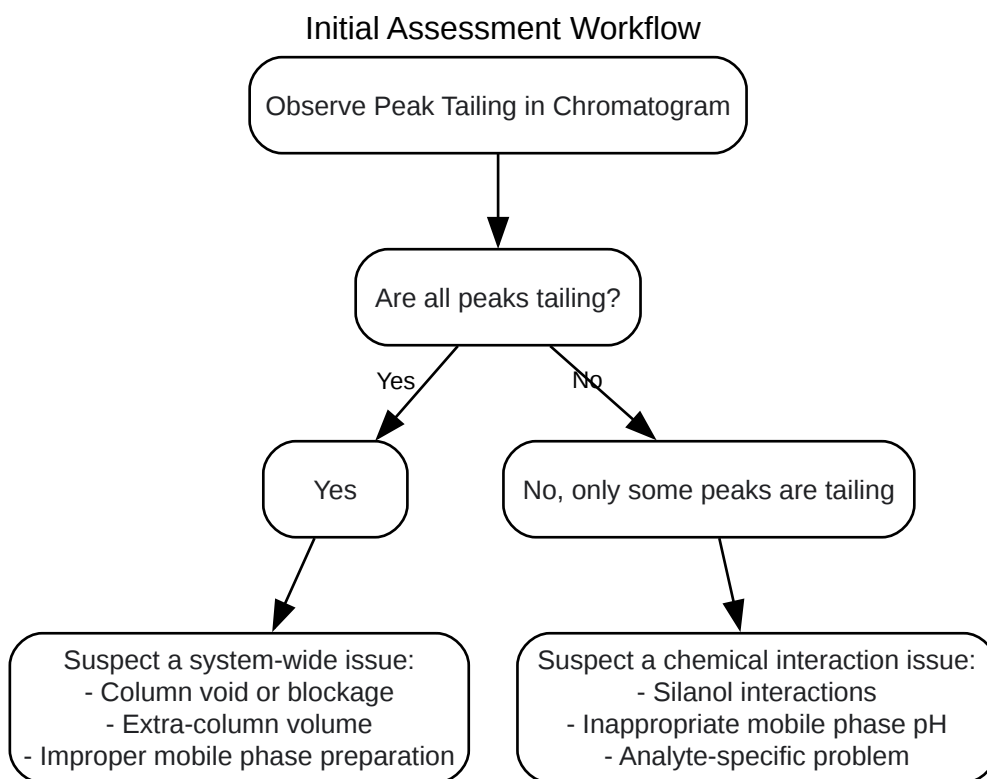 Initial Assessment Workflow
Observe Peak Tailing in Chromatogram
Are all peaks tailing?
Yes
No
Yes
No, only some peaks are tailing
Suspect a system-wide issue:
- Column void or blockage
- Extra-column volume
- Improper mobile phase preparation
Suspect a chemical interaction issue:
- Silanol interactions
- Inappropriate mobile phase pH
- Analyte-specific problem